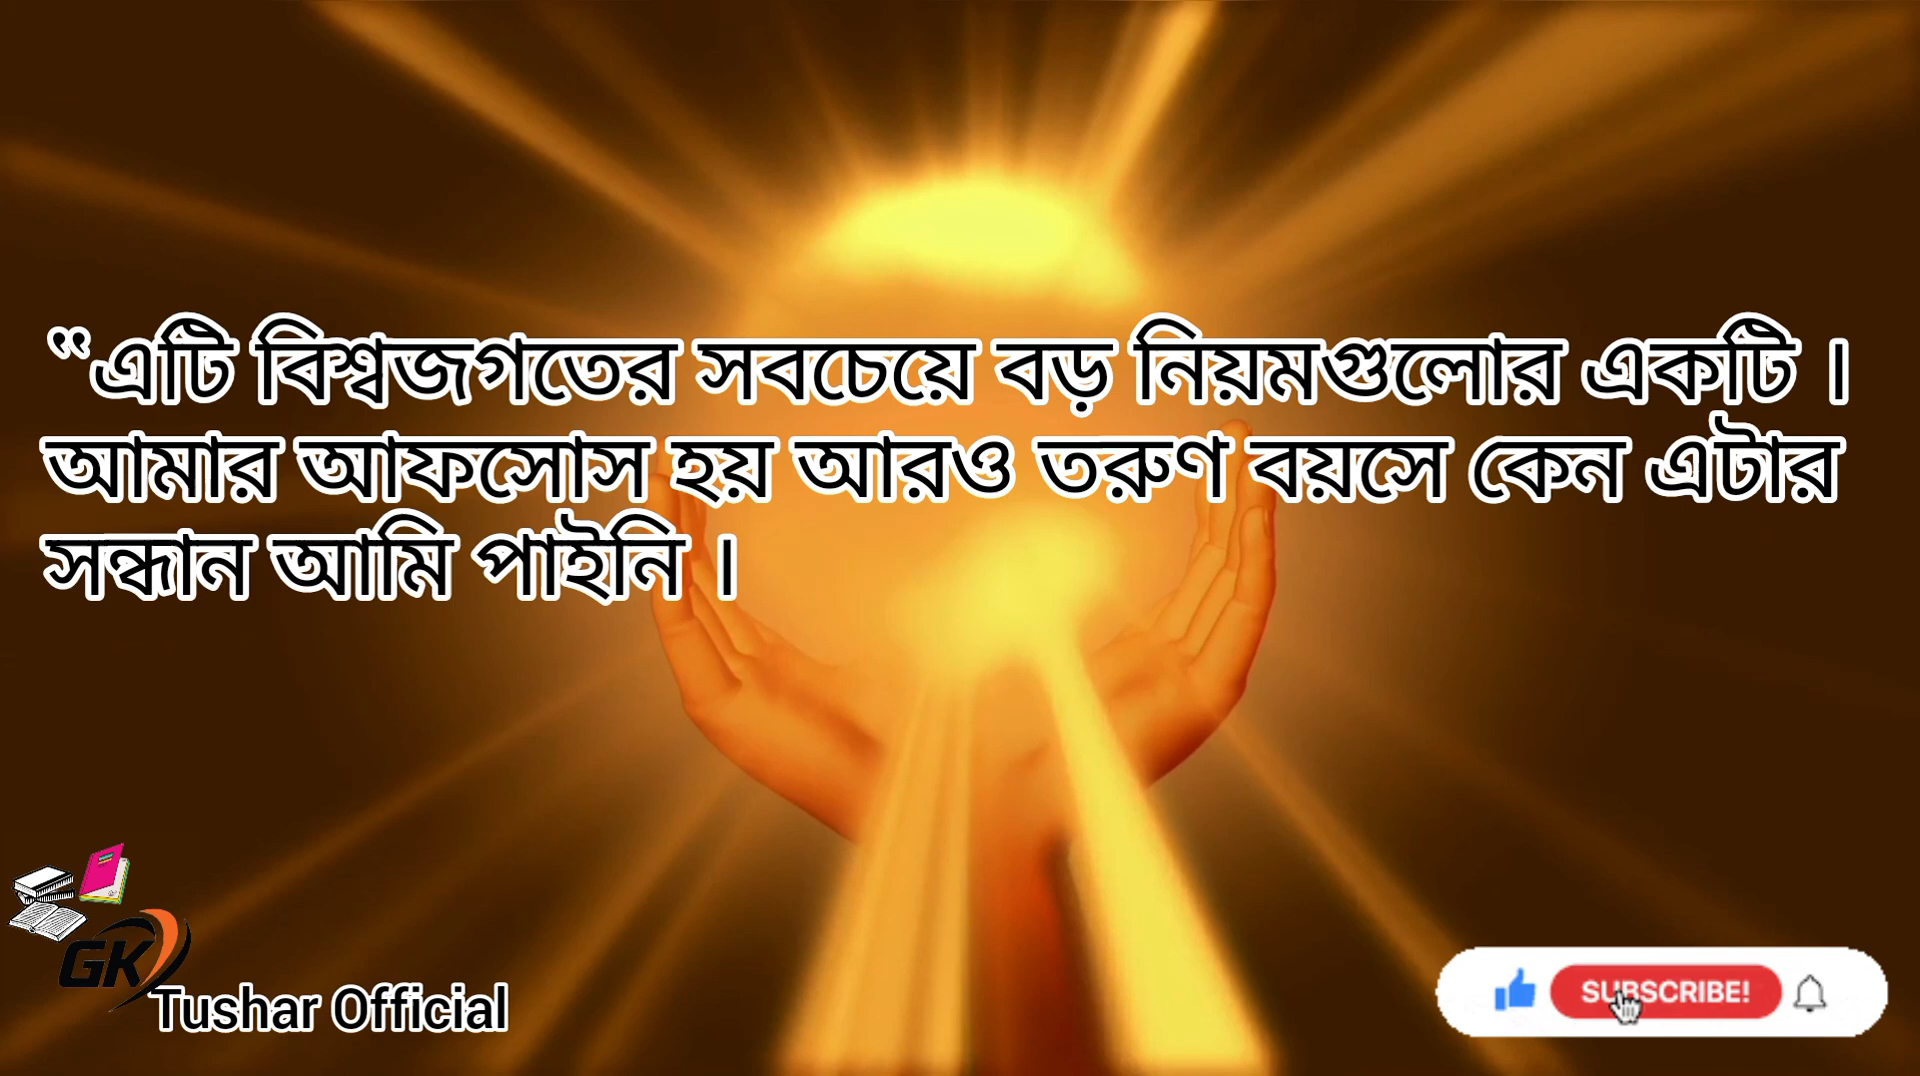 “এটি বিশ্বজগতের সবচেয়ে বড় নিয়মগুলোর একটি ।
আমার আফসোস হয় আরও তরুণ বয়সে কেন এটার
সন্ধান আমি পাইনি ।
GK
Tushar Official
SUBSCRIBE!